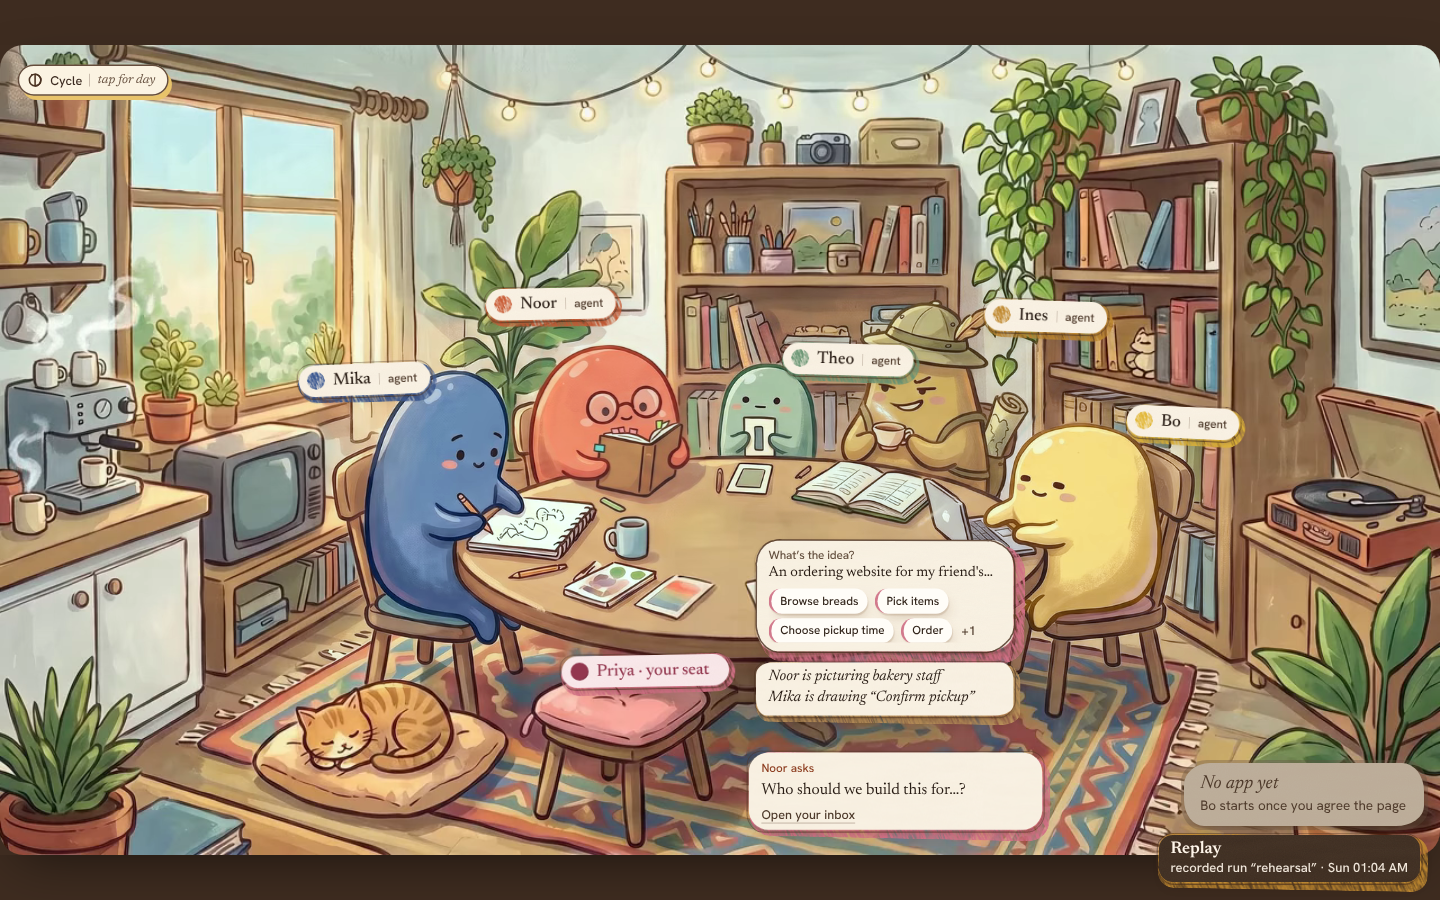 Cycle tap for day
Noor agent
Ines agent
Theo agent
Mika agent
Bo agent
What's the idea?
An ordering website for my friend's...
Browse breads Pick items
Choose pickup time Order +1
Priya · your seat
Noor is picturing bakery staff
Mika is drawing “Confirm pickup”
Noor asks
Who should we build this for...?
Open your inbox
No app yet
Bo starts once you agree the page
Replay
recorded run “rehearsal” · Sun 01:04 AM